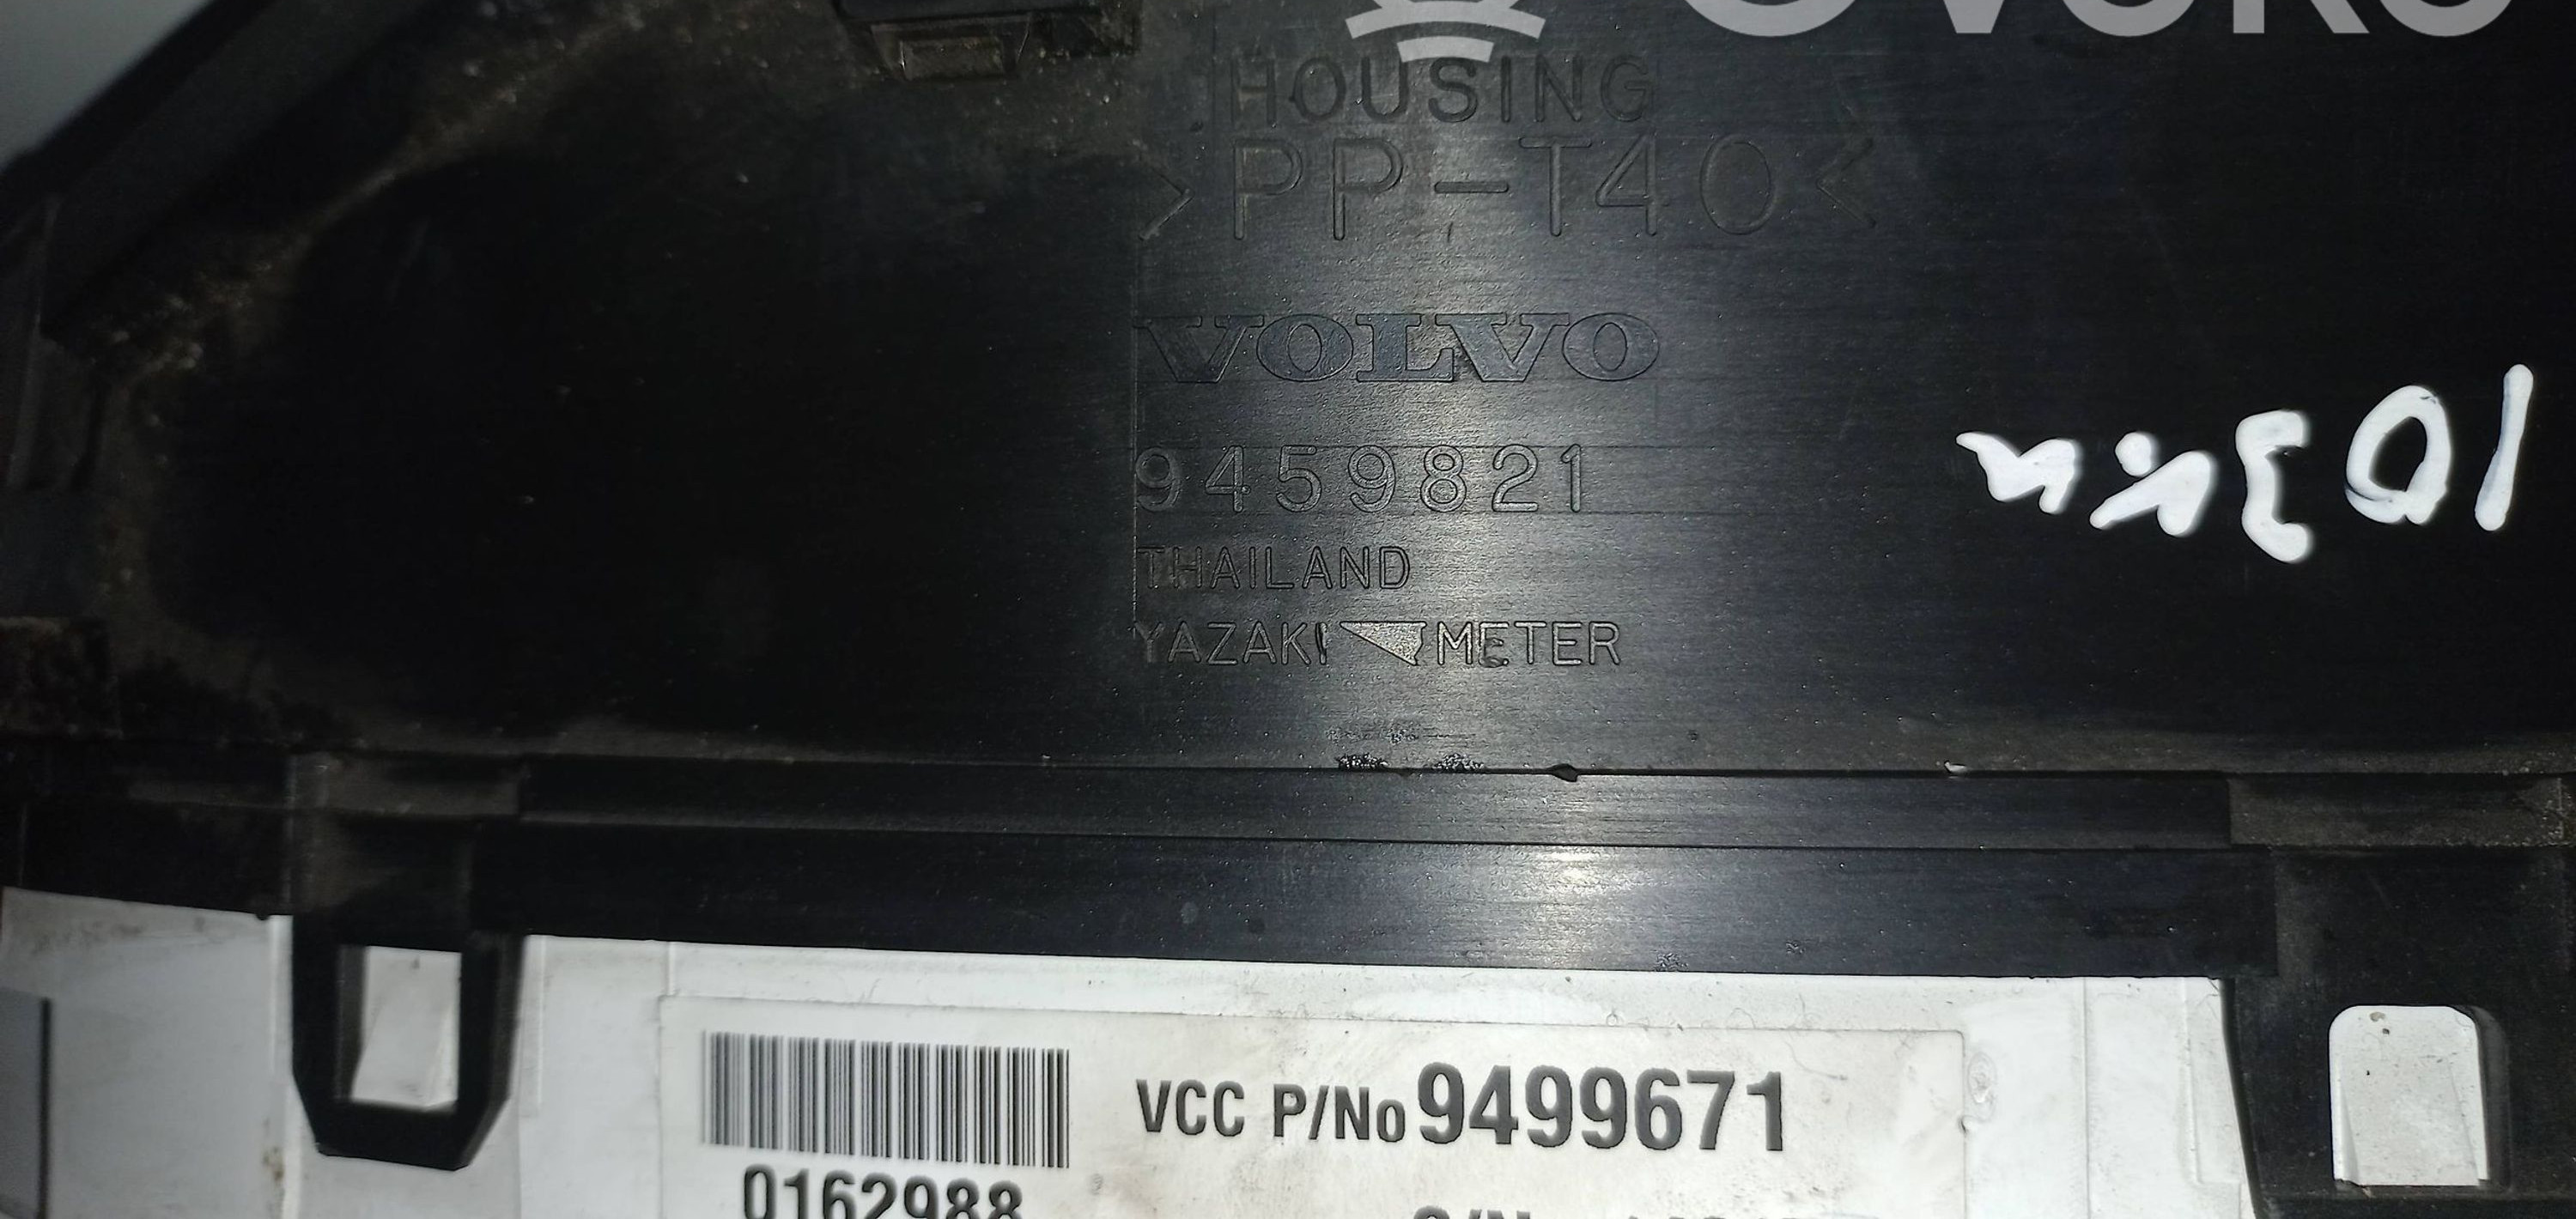 HOUSING
>PP-T40<
VOLVO
9459821
THAILAND
YAZAKI METER
VCC P/No 9499671
0162988